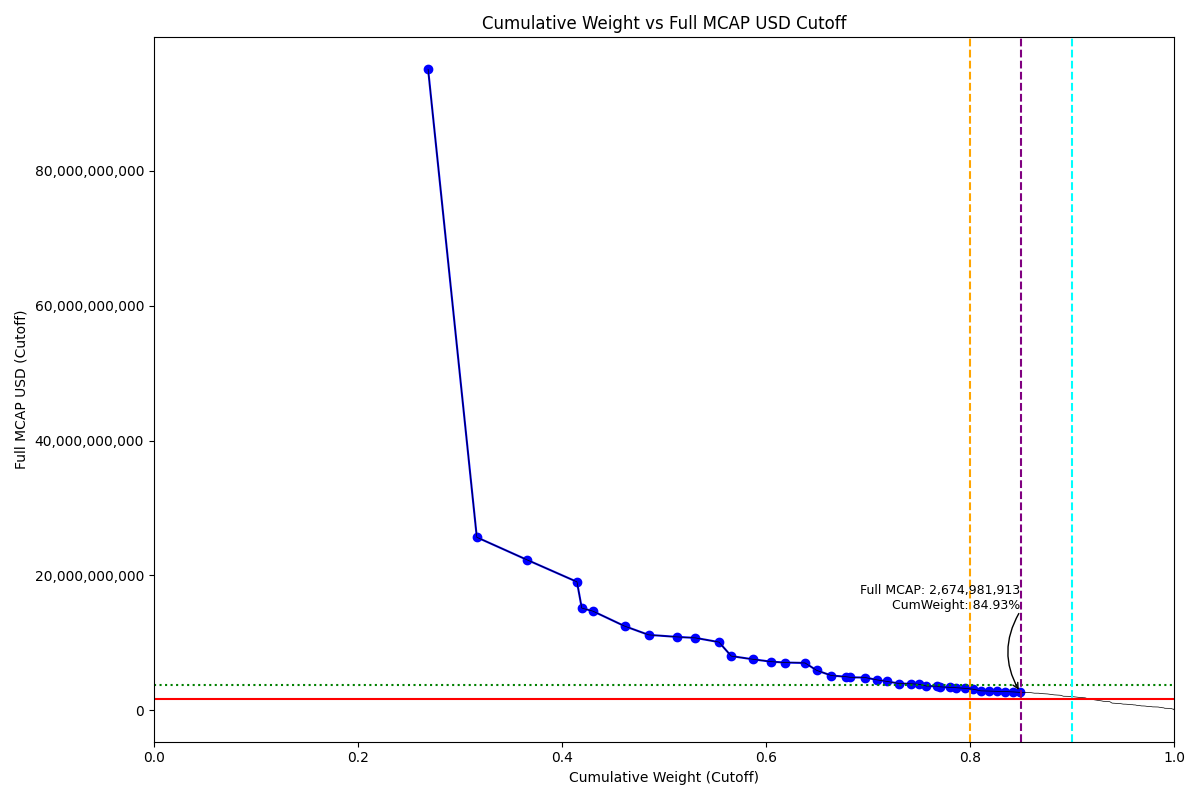 Cumulative Weight vs Full MCAP USD Cutoff
Full MCAP USD (Cutoff)
80,000,000,000
60,000,000,000
40,000,000,000
20,000,000,000
0
Full MCAP: 2,674,981,913
CumWeight: 84.93%
0.0 0.2 0.4 0.6 0.8 1.0
Cumulative Weight (Cutoff)